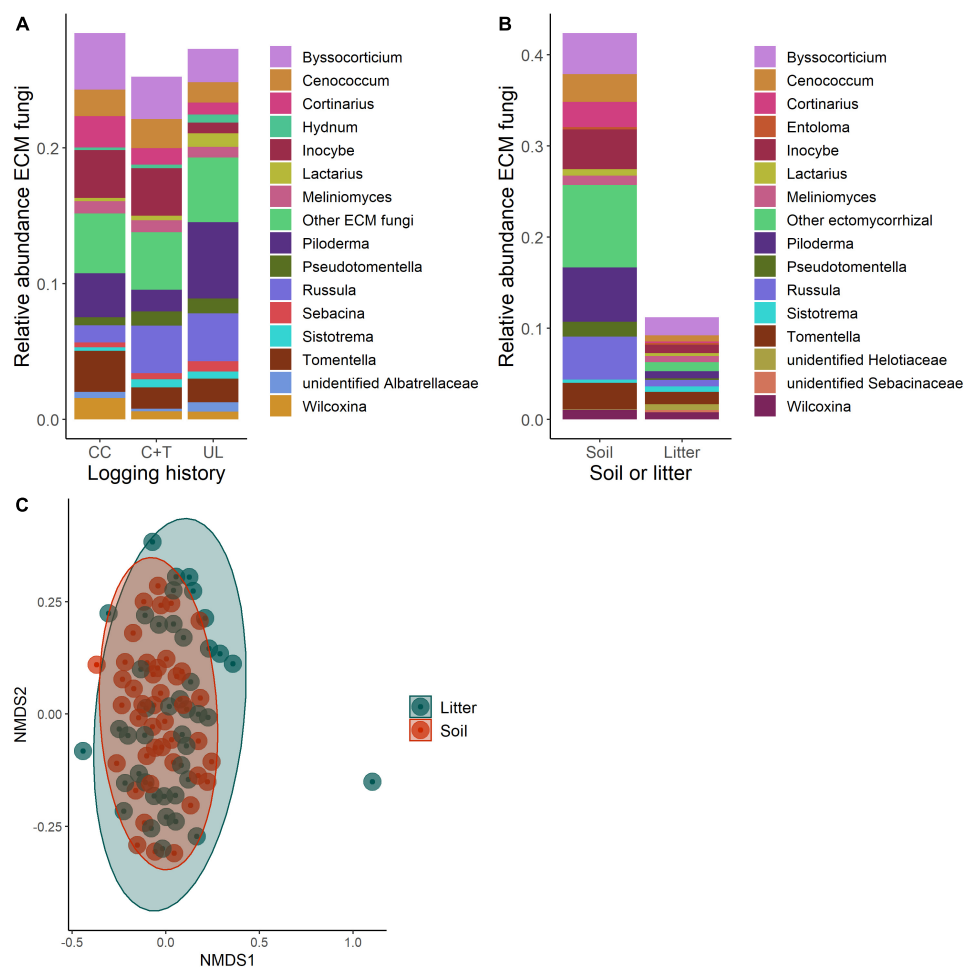 A
Relative abundance ECM fungi
0.2
0.1
0.0
CC
C+T
UL
Logging history
Byssocorticium
Cenococcum
Cortinarius
Hydnum
Inocybe
Lactarius
Meliniomyces
Other ECM fungi
Piloderma
Pseudotomentella
Russula
Sebacina
Sistotrema
Tomentella
unidentified Albatrellaceae
Wilcoxina
B
Relative abundance ECM fungi
0.4
0.3
0.2
0.1
0.0
Soil
Litter
Soil or litter
Byssocorticium
Cenococcum
Cortinarius
Entoloma
Inocybe
Lactarius
Meliniomyces
Other ectomycorrhizal
Piloderma
Pseudotomentella
Russula
Sistotrema
Tomentella
unidentified Helotiaceae
unidentified Sebacinaceae
Wilcoxina
C
NMDS2
0.25
0.00
-0.25
-0.5
0.0
0.5
1.0
NMDS1
Litter
Soil